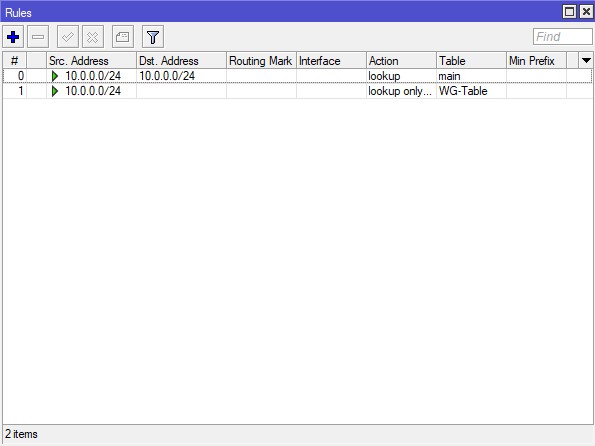 Rules
Find
# Src. Address Dst. Address Routing Mark Interface Action Table Min Prefix
0 10.0.0.0/24 10.0.0.0/24 lookup main
1 10.0.0.0/24 lookup only... WG-Table
2 items